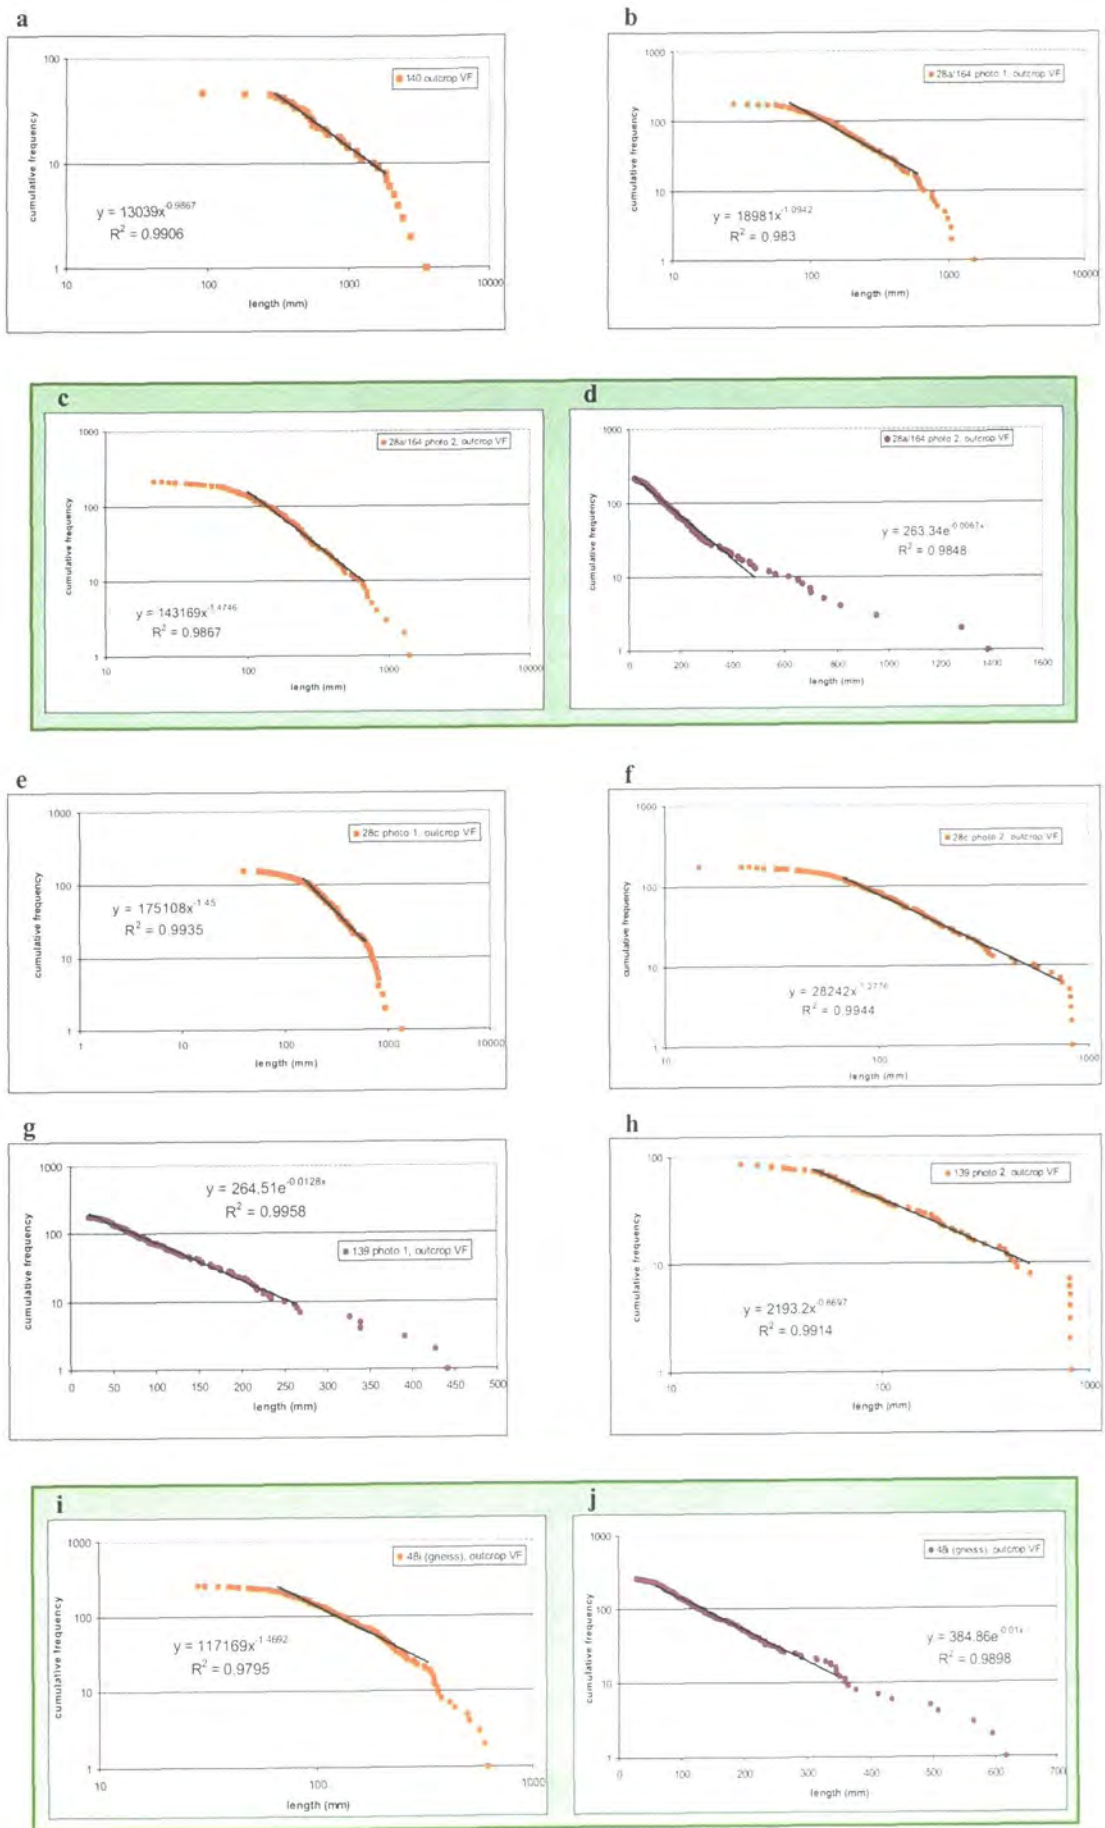 a
100
140 outcrop VF
cumulative frequency
10
y = 13039x^-0.9867
R² = 0.9906
1
10 100 1000 10000
length (mm)
b
1000
28a/164 photo 1, outcrop VF
100
cumulative frequency
10
y = 18981x^-1.0942
R² = 0.983
1
10 100 1000 10000
length (mm)
c
1000
28a/164 photo 2, outcrop VF
100
cumulative frequency
10
y = 143169x^-1.4746
R² = 0.9867
1
10 100 1000 10000
length (mm)
d
1000
28a/164 photo 2, outcrop VF
100
cumulative frequency
y = 263.34e^-0.0067x
R² = 0.9848
10
1
0 200 400 600 800 1000 1200 1400 1600
length (mm)
e
1000
28c photo 1, outcrop VF
100
cumulative frequency
y = 175108x^-1.45
R² = 0.9935
10
1
1 10 100 1000 10000
length (mm)
f
1000
28c photo 2, outcrop VF
100
cumulative frequency
10
y = 28242x^-1.2776
R² = 0.9944
1
10 100 1000
length (mm)
g
1000
y = 264.51e^-0.0128x
R² = 0.9958
100
139 photo 1, outcrop VF
cumulative frequency
10
1
0 50 100 150 200 250 300 350 400 450 500
length (mm)
h
100
139 photo 2, outcrop VF
cumulative frequency
10
y = 2193.2x^-0.8697
R² = 0.9914
1
10 100 1000
length (mm)
i
1000
48i (gneiss), outcrop VF
100
cumulative frequency
y = 117169x^-1.4692
R² = 0.9795
10
1
10 100 1000
length (mm)
j
1000
48i (gneiss), outcrop VF
100
cumulative frequency
y = 384.86e^-0.01x
R² = 0.9898
10
1
0 100 200 300 400 500 600 700
length (mm)